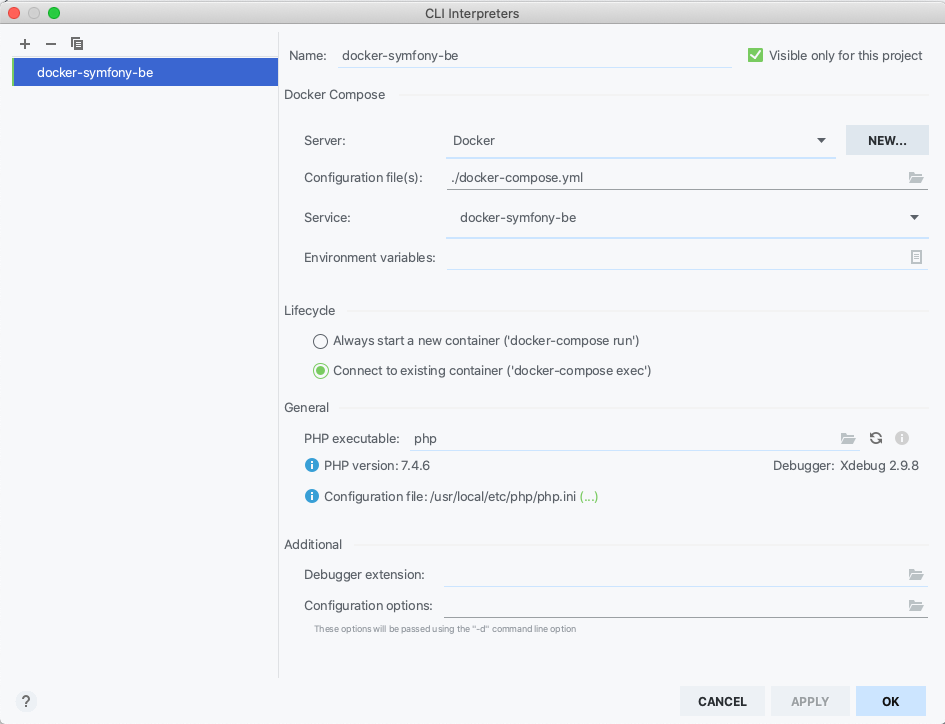 CLI Interpreters
docker-symfony-be
Name: docker-symfony-be
Visible only for this project
Docker Compose
Server: Docker NEW...
Configuration file(s): ./docker-compose.yml
Service: docker-symfony-be
Environment variables:
Lifecycle
Always start a new container ('docker-compose run')
Connect to existing container ('docker-compose exec')
General
PHP executable: php
PHP version: 7.4.6 Debugger: Xdebug 2.9.8
Configuration file: /usr/local/etc/php/php.ini (...)
Additional
Debugger extension:
Configuration options:
These options will be passed using the "-d" command line option
? CANCEL APPLY OK